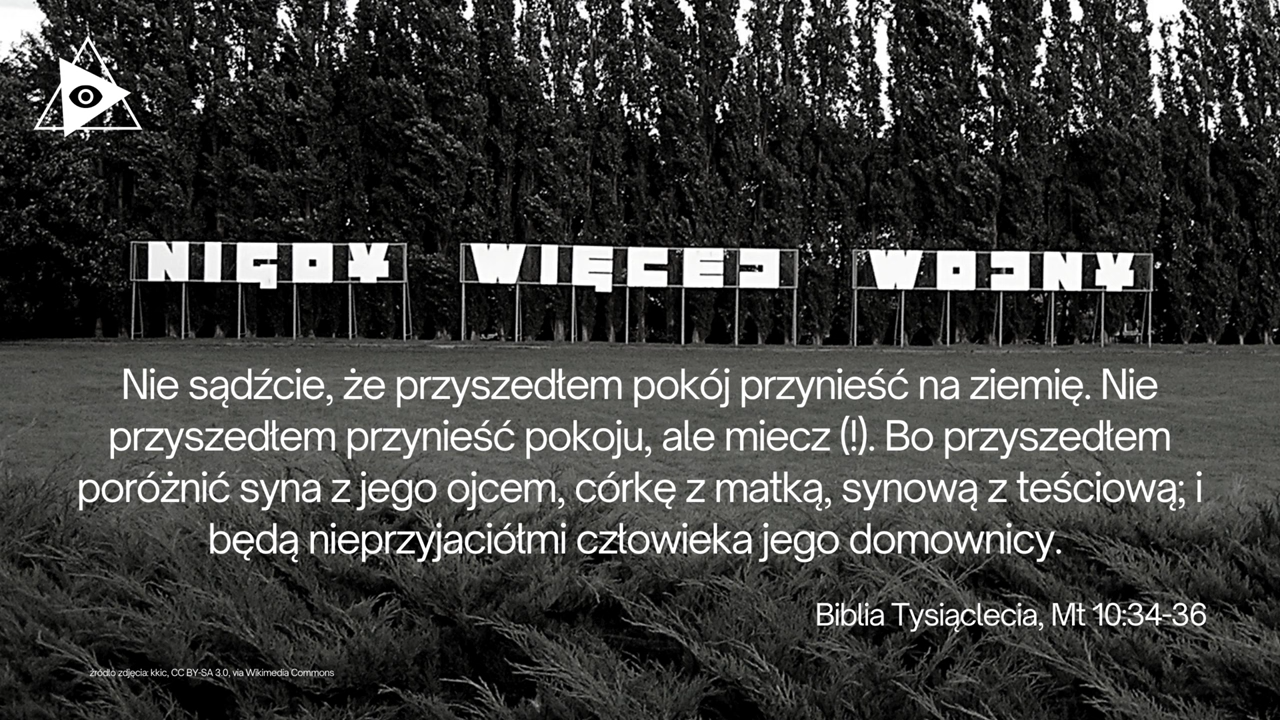 NIGDY WIĘCEJ WOJNY
Nie sądźcie, że przyszedłem pokój przynieść na ziemię. Nie
przyszedłem przynieść pokoju, ale miecz (!). Bo przyszedłem
poróżnić syna z jego ojcem, córkę z matką, synową z teściową; i
będą nieprzyjaciółmi człowieka jego domownicy.
Biblia Tysiąclecia, Mt 10:34-36
źródło zdjęcia: kkic, CC BY-SA 3.0, via Wikimedia Commons